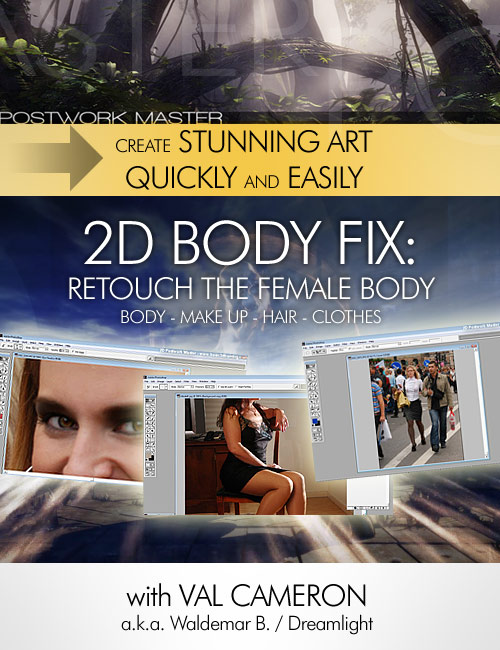 POSTWORK MASTER
CREATE STUNNING ART
QUICKLY AND EASILY
2D BODY FIX:
RETOUCH THE FEMALE BODY
BODY - MAKE UP - HAIR - CLOTHES
with VAL CAMERON
a.k.a. Waldemar B. / Dreamlight